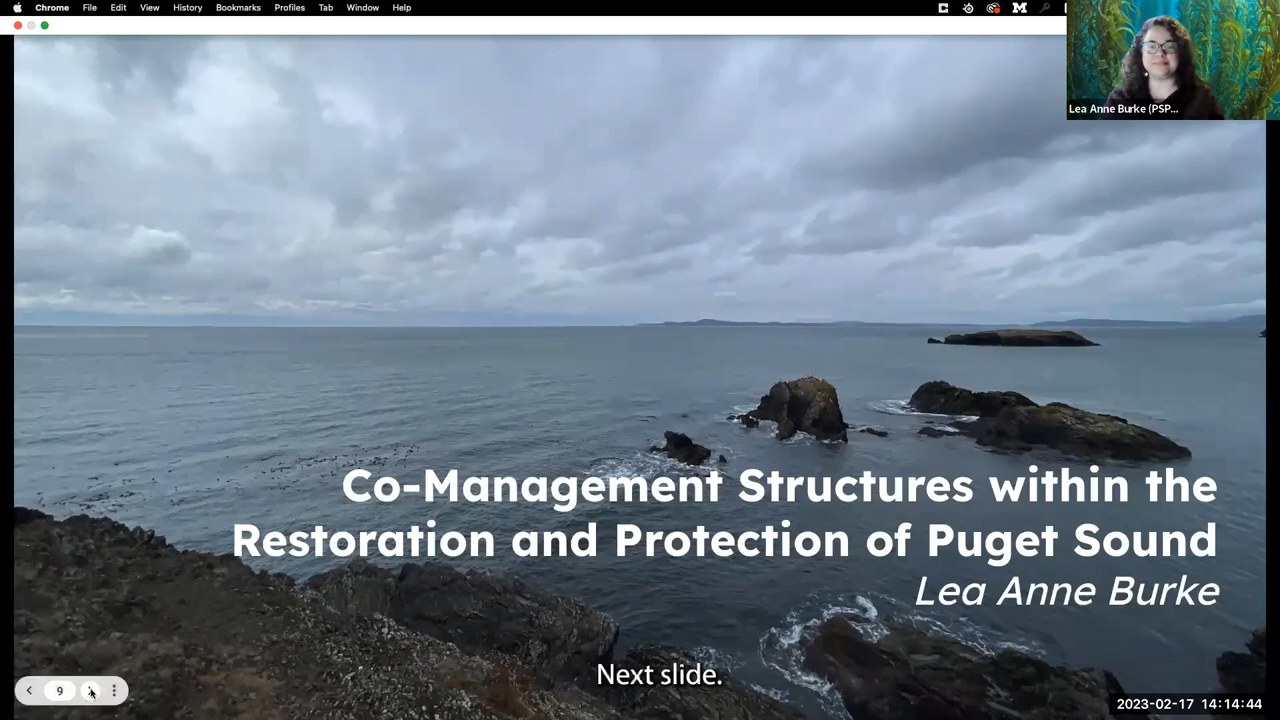 Chrome File Edit View History Bookmarks Profiles Tab Window Help
Lea Anne Burke (PSP...
Co-Management Structures within the
Restoration and Protection of Puget Sound
Lea Anne Burke
Next slide.
9
2023-02-17 14:14:44